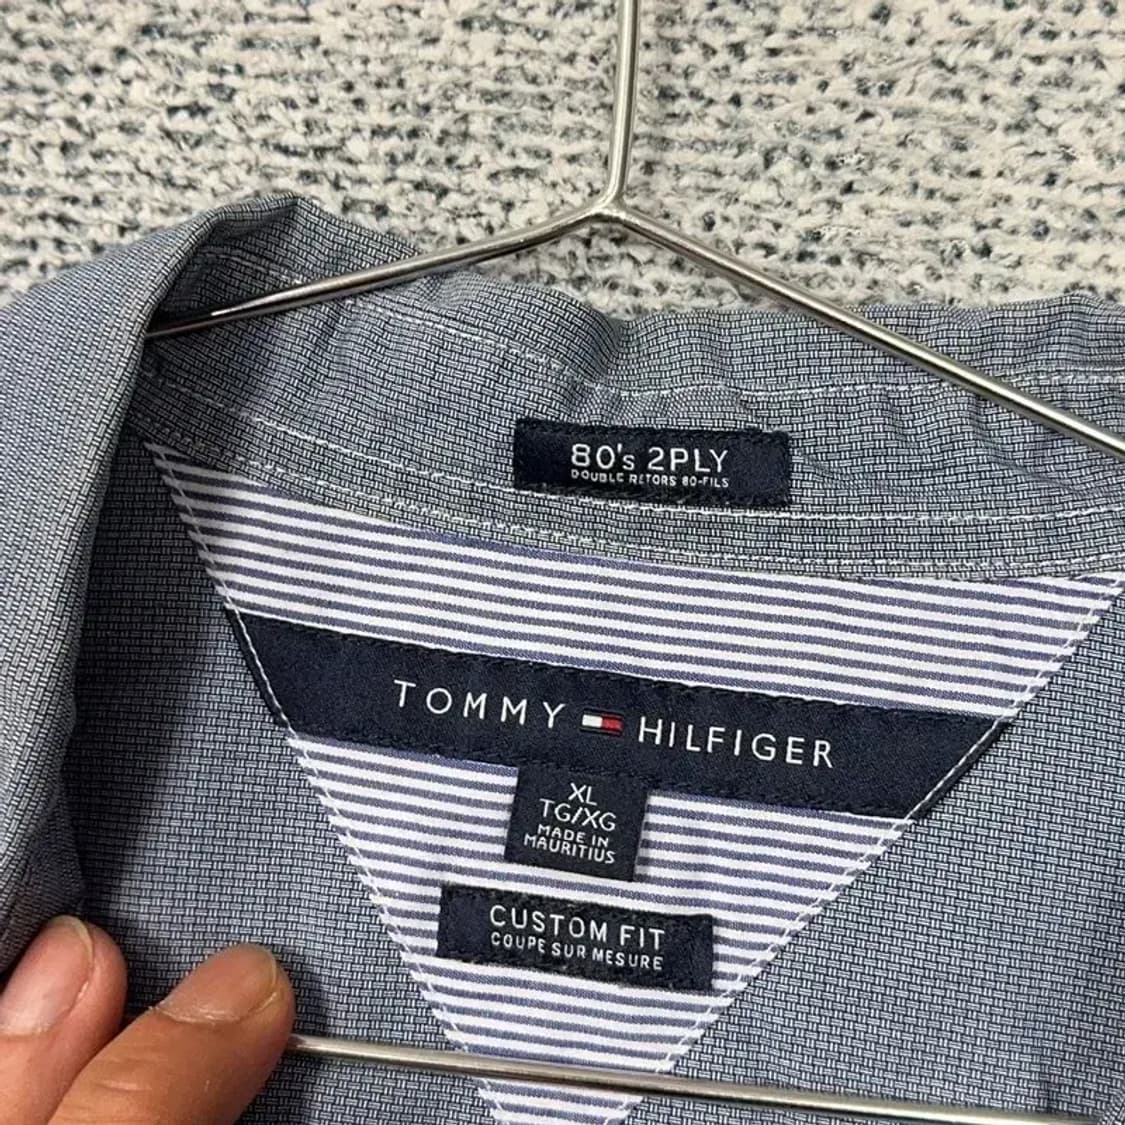 80's 2PLY
DOUBLE RETORS 80-FILS
TOMMY HILFIGER
XL
TG/XG
MADE IN
MAURITIUS
CUSTOM FIT
COUPE SUR MESURE